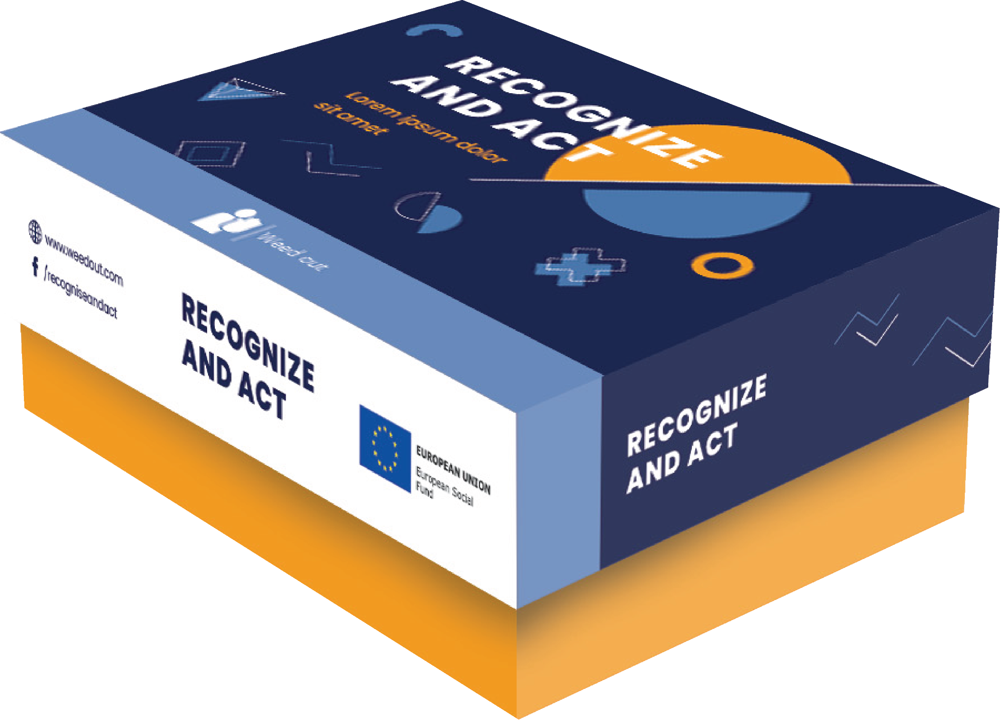 RECOGNIZE
AND ACT
Lorem ipsum dolor
sit amet
Weed out
www.weedout.com
/recogniseandact
RECOGNIZE
AND ACT
EUROPEAN UNION
European Social
Fund
RECOGNIZE
AND ACT